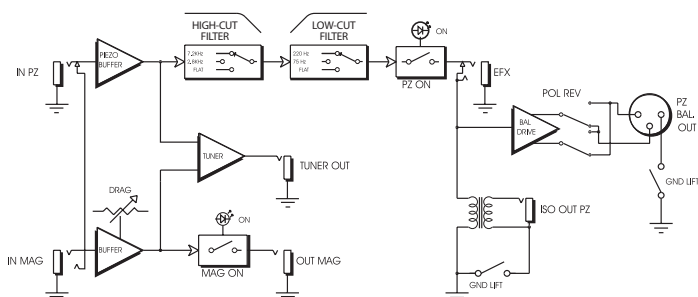 HIGH-CUT
FILTER
LOW-CUT
FILTER
ON
PIEZO
BUFFER
7,2KHz
2,8KHz
FLAT
220 Hz
75 Hz
FLAT
PZ ON
IN PZ
EFX
POL REV
PZ
BAL.
OUT
BAL
DRIVE
TUNER
TUNER OUT
GND LIFT
DRAG
ON
ISO OUT PZ
BUFFER
IN MAG
MAG ON
OUT MAG
GND LIFT